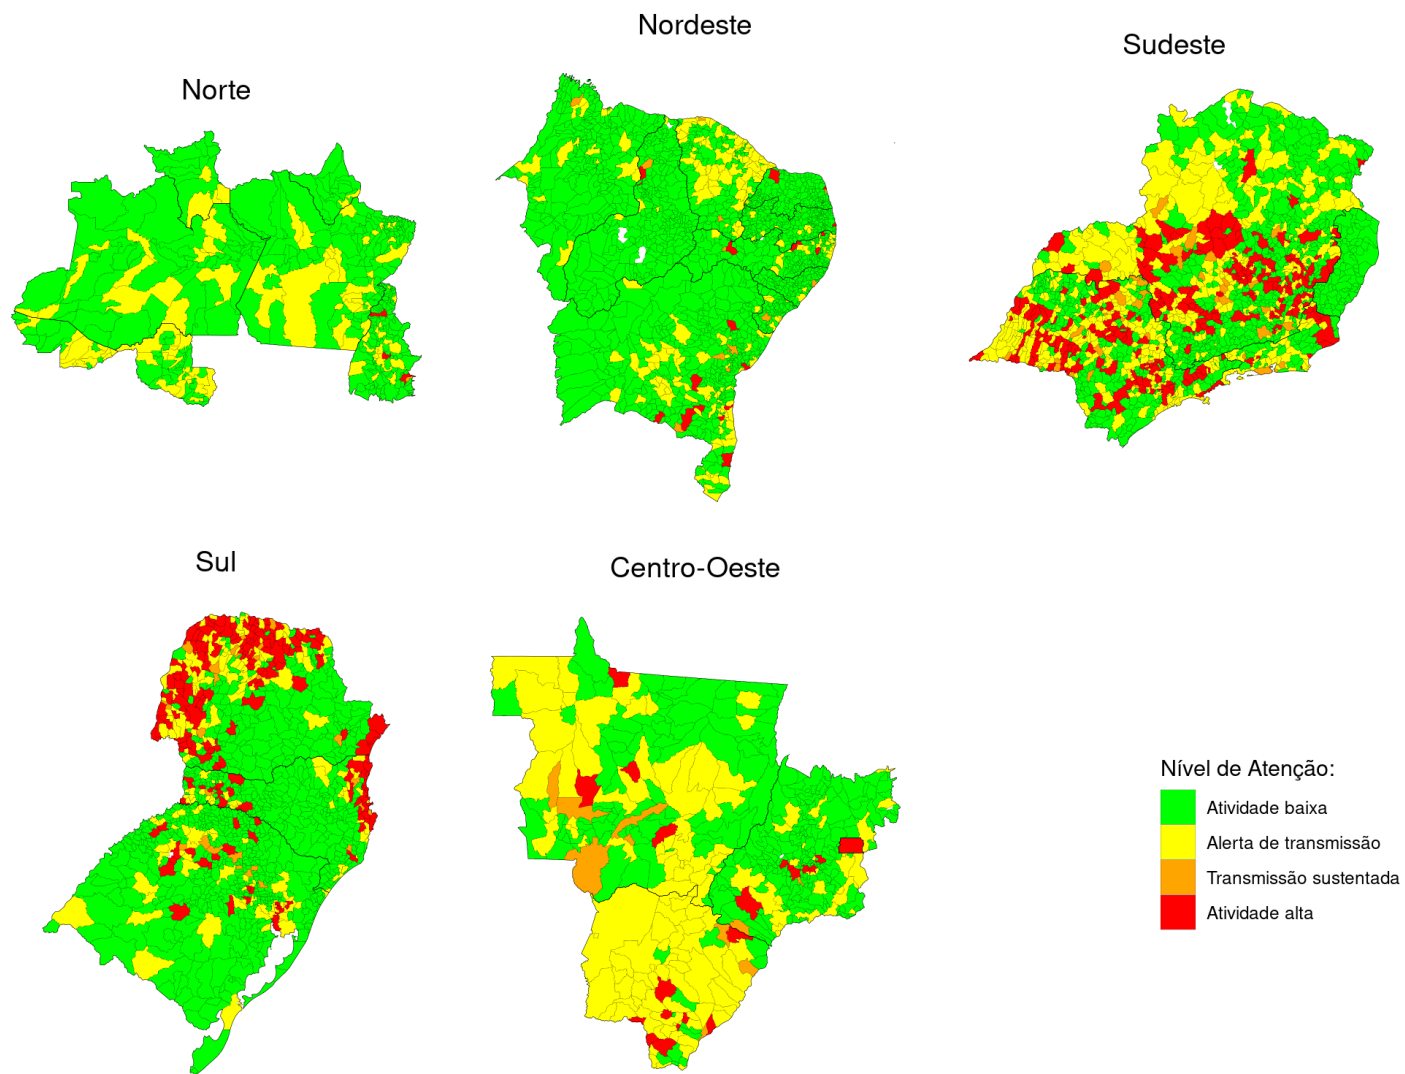 Nordeste
Sudeste
Norte
Sul
Centro-Oeste
Nível de Atenção:
Atividade baixa
Alerta de transmissão
Transmissão sustentada
Atividade alta